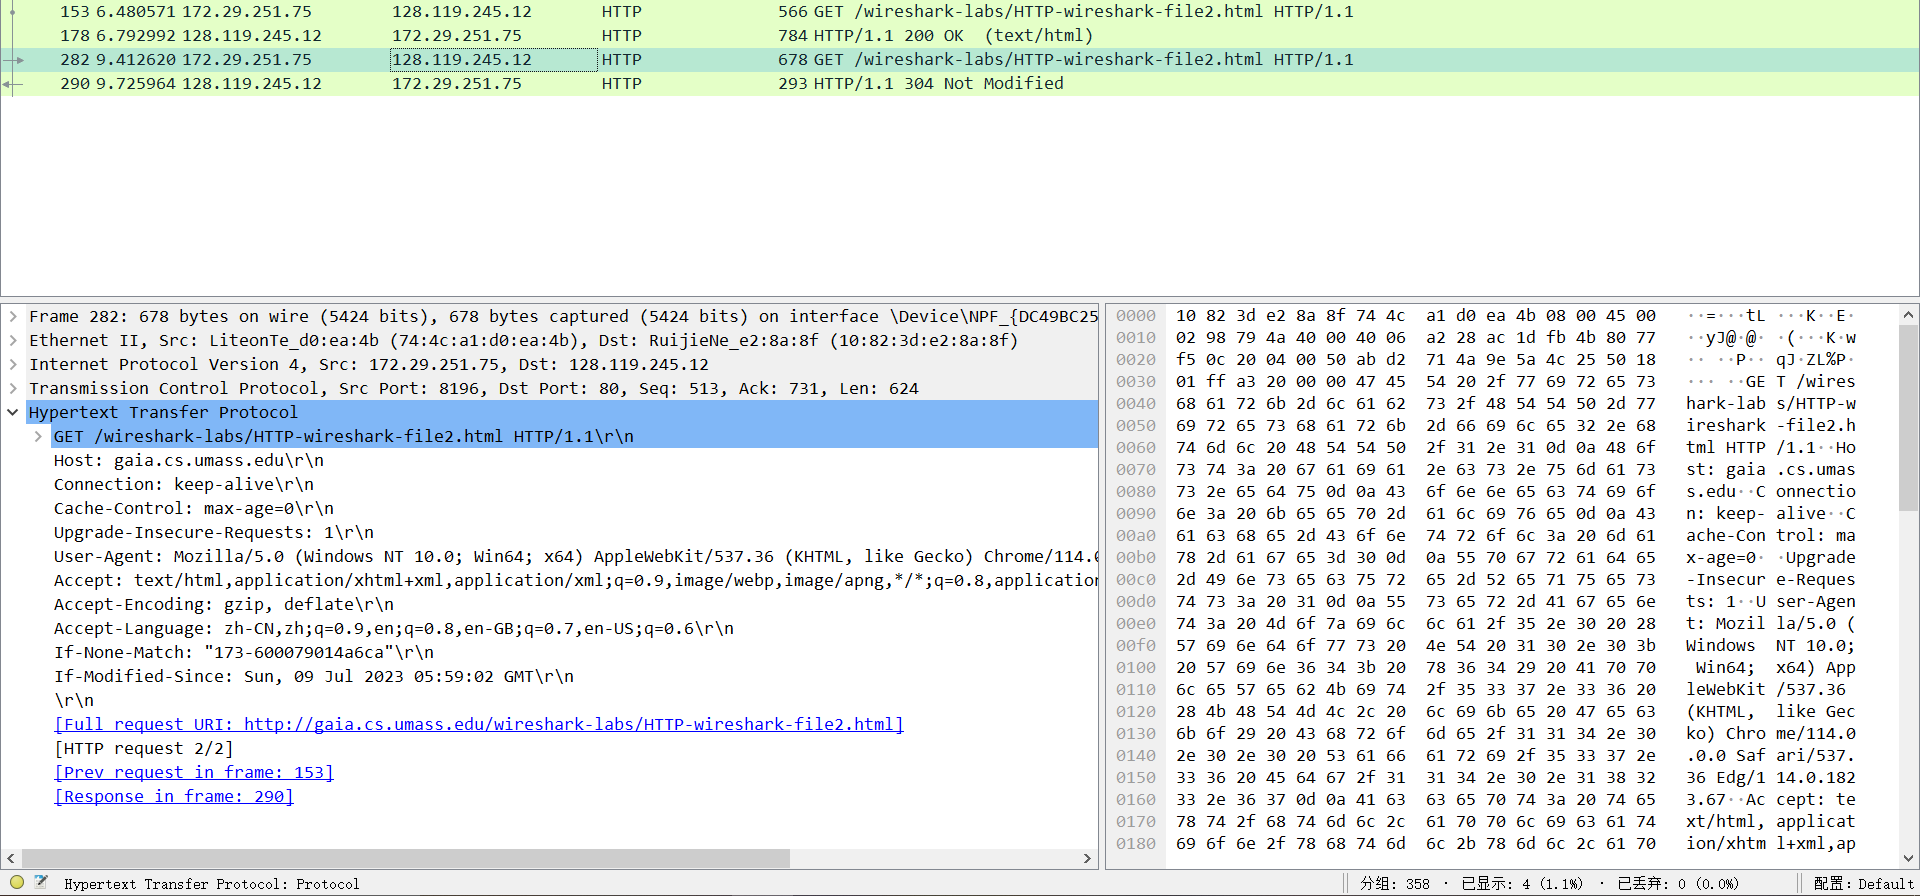 153 6.480571 172.29.251.75 128.119.245.12 HTTP 566 GET /wireshark-labs/HTTP-wireshark-file2.html HTTP/1.1
178 6.792992 128.119.245.12 172.29.251.75 HTTP 784 HTTP/1.1 200 OK (text/html)
282 9.412620 172.29.251.75 128.119.245.12 HTTP 678 GET /wireshark-labs/HTTP-wireshark-file2.html HTTP/1.1
290 9.725964 128.119.245.12 172.29.251.75 HTTP 293 HTTP/1.1 304 Not Modified
Frame 282: 678 bytes on wire (5424 bits), 678 bytes captured (5424 bits) on interface \Device\NPF_{DC49BC25
Ethernet II, Src: LiteonTe_d0:ea:4b (74:4c:a1:d0:ea:4b), Dst: RuijieNe_e2:8a:8f (10:82:3d:e2:8a:8f)
Internet Protocol Version 4, Src: 172.29.251.75, Dst: 128.119.245.12
Transmission Control Protocol, Src Port: 8196, Dst Port: 80, Seq: 513, Ack: 731, Len: 624
Hypertext Transfer Protocol
GET /wireshark-labs/HTTP-wireshark-file2.html HTTP/1.1\r\n
Host: gaia.cs.umass.edu\r\n
Connection: keep-alive\r\n
Cache-Control: max-age=0\r\n
Upgrade-Insecure-Requests: 1\r\n
User-Agent: Mozilla/5.0 (Windows NT 10.0; Win64; x64) AppleWebKit/537.36 (KHTML, like Gecko) Chrome/114.0
Accept: text/html,application/xhtml+xml,application/xml;q=0.9,image/webp,image/apng,*/*;q=0.8,application
Accept-Encoding: gzip, deflate\r\n
Accept-Language: zh-CN,zh;q=0.9,en;q=0.8,en-GB;q=0.7,en-US;q=0.6\r\n
If-None-Match: "173-600079014a6ca"\r\n
If-Modified-Since: Sun, 09 Jul 2023 05:59:02 GMT\r\n
\r\n
[Full request URI: http://gaia.cs.umass.edu/wireshark-labs/HTTP-wireshark-file2.html]
[HTTP request 2/2]
[Prev request in frame: 153]
[Response in frame: 290]
0000 10 82 3d e2 8a 8f 74 4c a1 d0 ea 4b 08 00 45 00 ··=···tL ···K··E·
0010 02 98 79 4a 40 00 40 06 a2 28 ac 1d fb 4b 80 77 ··yJ@·@· ·(···K·w
0020 f5 0c 20 04 00 50 ab d2 71 4a 9e 5a 4c 25 50 18 ·· ··P·· qJ·ZL%P·
0030 01 ff a3 20 00 00 47 45 54 20 2f 77 69 72 65 73 ··· ··GE T /wires
0040 68 61 72 6b 2d 6c 61 62 73 2f 48 54 54 50 2d 77 hark-lab s/HTTP-w
0050 69 72 65 73 68 61 72 6b 2d 66 69 6c 65 32 2e 68 ireshark -file2.h
0060 74 6d 6c 20 48 54 54 50 2f 31 2e 31 0d 0a 48 6f tml HTTP /1.1··Ho
0070 73 74 3a 20 67 61 69 61 2e 63 73 2e 75 6d 61 73 st: gaia .cs.umas
0080 73 2e 65 64 75 0d 0a 43 6f 6e 6e 65 63 74 69 6f s.edu··C onnectio
0090 6e 3a 20 6b 65 65 70 2d 61 6c 69 76 65 0d 0a 43 n: keep- alive··C
00a0 61 63 68 65 2d 43 6f 6e 74 72 6f 6c 3a 20 6d 61 ache-Con trol: ma
00b0 78 2d 61 67 65 3d 30 0d 0a 55 70 67 72 61 64 65 x-age=0· ·Upgrade
00c0 2d 49 6e 73 65 63 75 72 65 2d 52 65 71 75 65 73 -Insecur e-Reques
00d0 74 73 3a 20 31 0d 0a 55 73 65 72 2d 41 67 65 6e ts: 1··U ser-Agen
00e0 74 3a 20 4d 6f 7a 69 6c 6c 61 2f 35 2e 30 20 28 t: Mozil la/5.0 (
00f0 57 69 6e 64 6f 77 73 20 4e 54 20 31 30 2e 30 3b Windows NT 10.0;
0100 20 57 69 6e 36 34 3b 20 78 36 34 29 20 41 70 70 Win64; x64) App
0110 6c 65 57 65 62 4b 69 74 2f 35 33 37 2e 33 36 20 leWebKit /537.36
0120 28 4b 48 54 4d 4c 2c 20 6c 69 6b 65 20 47 65 63 (KHTML, like Gec
0130 6b 6f 29 20 43 68 72 6f 6d 65 2f 31 31 34 2e 30 ko) Chro me/114.0
0140 2e 30 2e 30 20 53 61 66 61 72 69 2f 35 33 37 2e .0.0 Saf ari/537.
0150 33 36 20 45 64 67 2f 31 31 34 2e 30 2e 31 38 32 36 Edg/1 14.0.182
0160 33 2e 36 37 0d 0a 41 63 63 65 70 74 3a 20 74 65 3.67··Ac cept: te
0170 78 74 2f 68 74 6d 6c 2c 61 70 70 6c 69 63 61 74 xt/html, applicat
0180 69 6f 6e 2f 78 68 74 6d 6c 2b 78 6d 6c 2c 61 70 ion/xhtm l+xml,ap
Hypertext Transfer Protocol: Protocol 分组: 358 · 已显示: 4 (1.1%) · 已丢弃: 0 (0.0%) 配置: Default